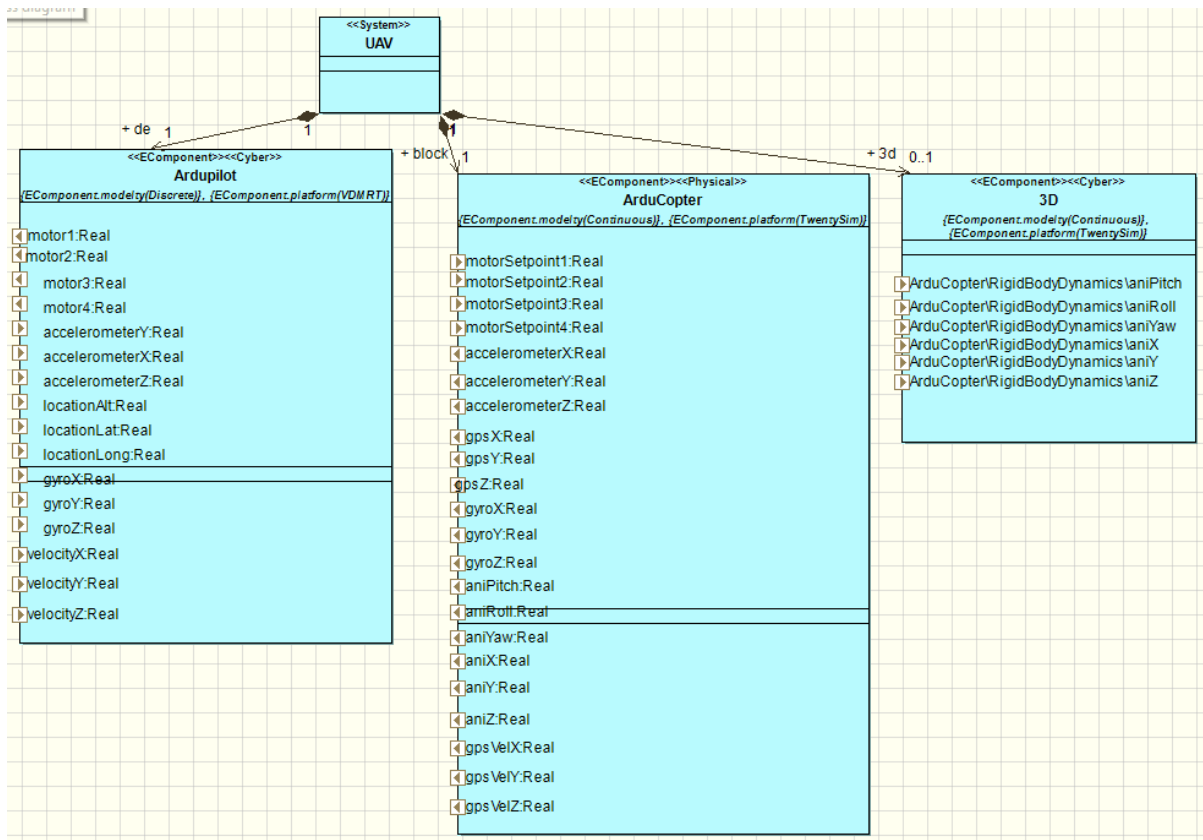 ss diagram
<<System>>
UAV
+ de 1
1
+ block 1
1
+ 3d 0..1
<<EComponent>><<Cyber>>
Ardupilot
{EComponent.modelty(Discrete)}, {EComponent.platform(VDMRT)}
motor1:Real
motor2:Real
motor3:Real
motor4:Real
accelerometerY:Real
accelerometerX:Real
accelerometerZ:Real
locationAlt:Real
locationLat:Real
locationLong:Real
gyroX:Real
gyroY:Real
gyroZ:Real
velocityX:Real
velocityY:Real
velocityZ:Real
<<EComponent>><<Physical>>
ArduCopter
{EComponent.modelty(Continuous)}, {EComponent.platform(TwentySim)}
motorSetpoint1:Real
motorSetpoint2:Real
motorSetpoint3:Real
motorSetpoint4:Real
accelerometerX:Real
accelerometerY:Real
accelerometerZ:Real
gpsX:Real
gpsY:Real
gpsZ:Real
gyroX:Real
gyroY:Real
gyroZ:Real
aniPitch:Real
aniRoll:Real
aniYaw:Real
aniX:Real
aniY:Real
aniZ:Real
gpsVelX:Real
gpsVelY:Real
gpsVelZ:Real
<<EComponent>><<Cyber>>
3D
{EComponent.modelty(Continuous)},
{EComponent.platform(TwentySim)}
ArduCopter\RigidBodyDynamics\aniPitch
ArduCopter\RigidBodyDynamics\aniRoll
ArduCopter\RigidBodyDynamics\aniYaw
ArduCopter\RigidBodyDynamics\aniX
ArduCopter\RigidBodyDynamics\aniY
ArduCopter\RigidBodyDynamics\aniZ